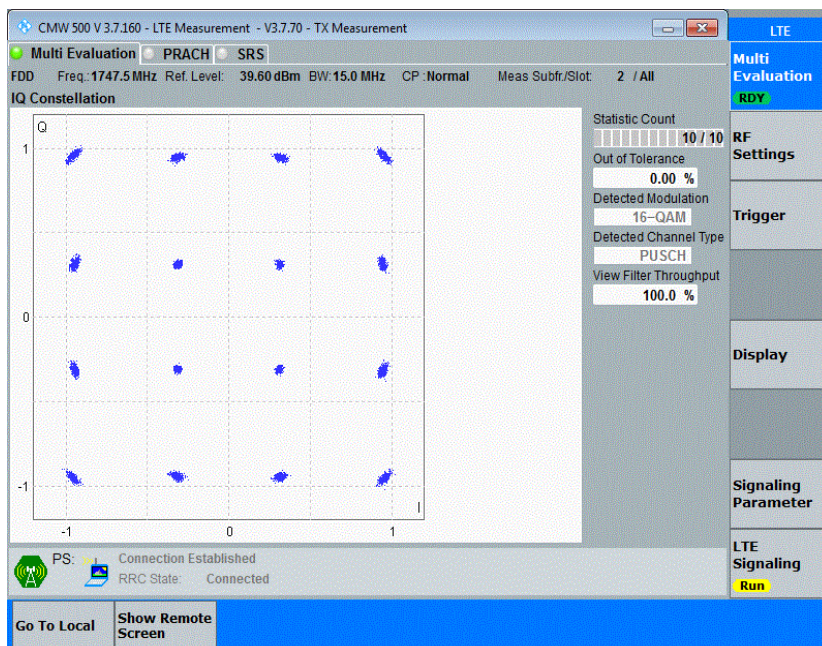 CMW 500 V 3.7.160 - LTE Measurement - V3.7.70 - TX Measurement
LTE
Multi Evaluation PRACH SRS
FDD Freq.: 1747.5 MHz Ref. Level: 39.60 dBm BW: 15.0 MHz CP : Normal Meas Subfr./Slot: 2 / All
IQ Constellation
Q
1
0
-1
I
-1 0 1
Statistic Count
10 / 10
Out of Tolerance
0.00 %
Detected Modulation
16-QAM
Detected Channel Type
PUSCH
View Filter Throughput
100.0 %
Multi
Evaluation
RDY
RF
Settings
Trigger
Display
Signaling
Parameter
LTE
Signaling
Run
PS: Connection Established
RRC State: Connected
Go To Local
Show Remote
Screen